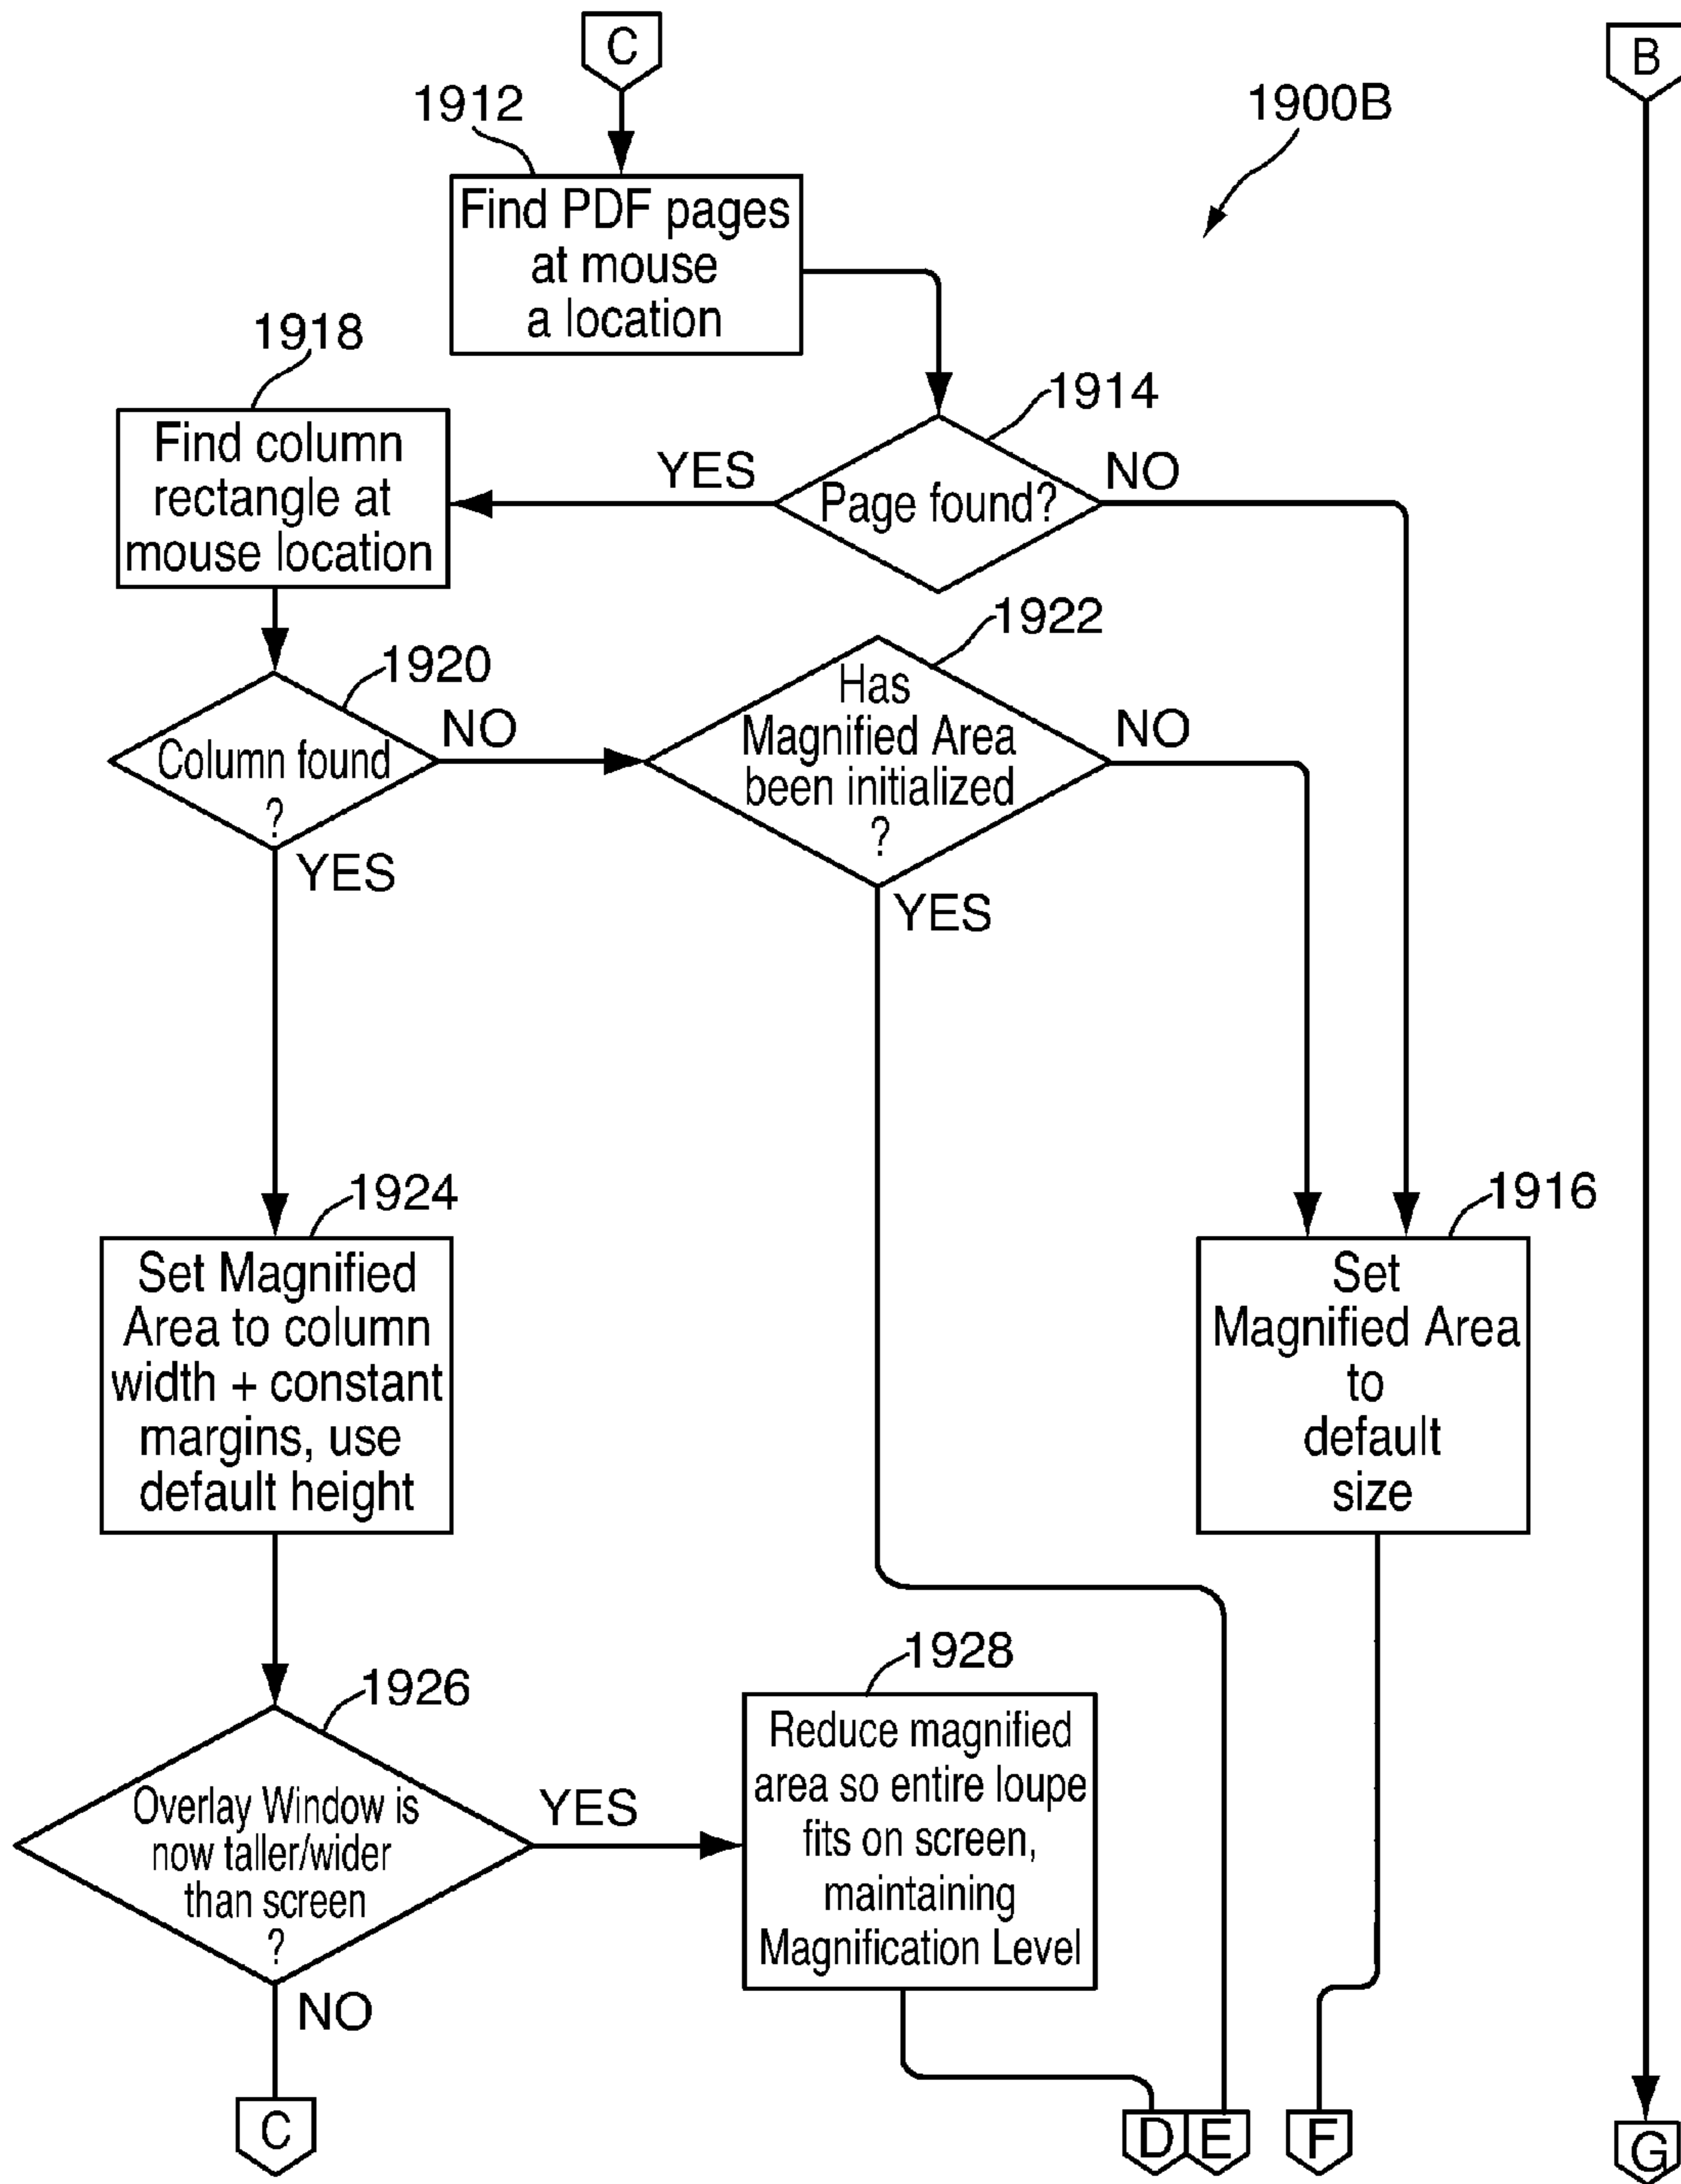 C
B
1912
1900B
Find PDF pages
at mouse
a location
1918
1914
Find column
rectangle at
mouse location
YES
Page found?
NO
1922
1920
Has
Magnified Area
been initialized
?
NO
NO
Column found
?
YES
YES
1924
1916
Set Magnified
Area to column
width + constant
margins, use
default height
Set
Magnified Area
to
default
size
1928
1926
Reduce magnified
area so entire loupe
fits on screen,
maintaining
Magnification Level
Overlay Window is
now taller/wider
than screen
?
YES
NO
C
D
E
F
G